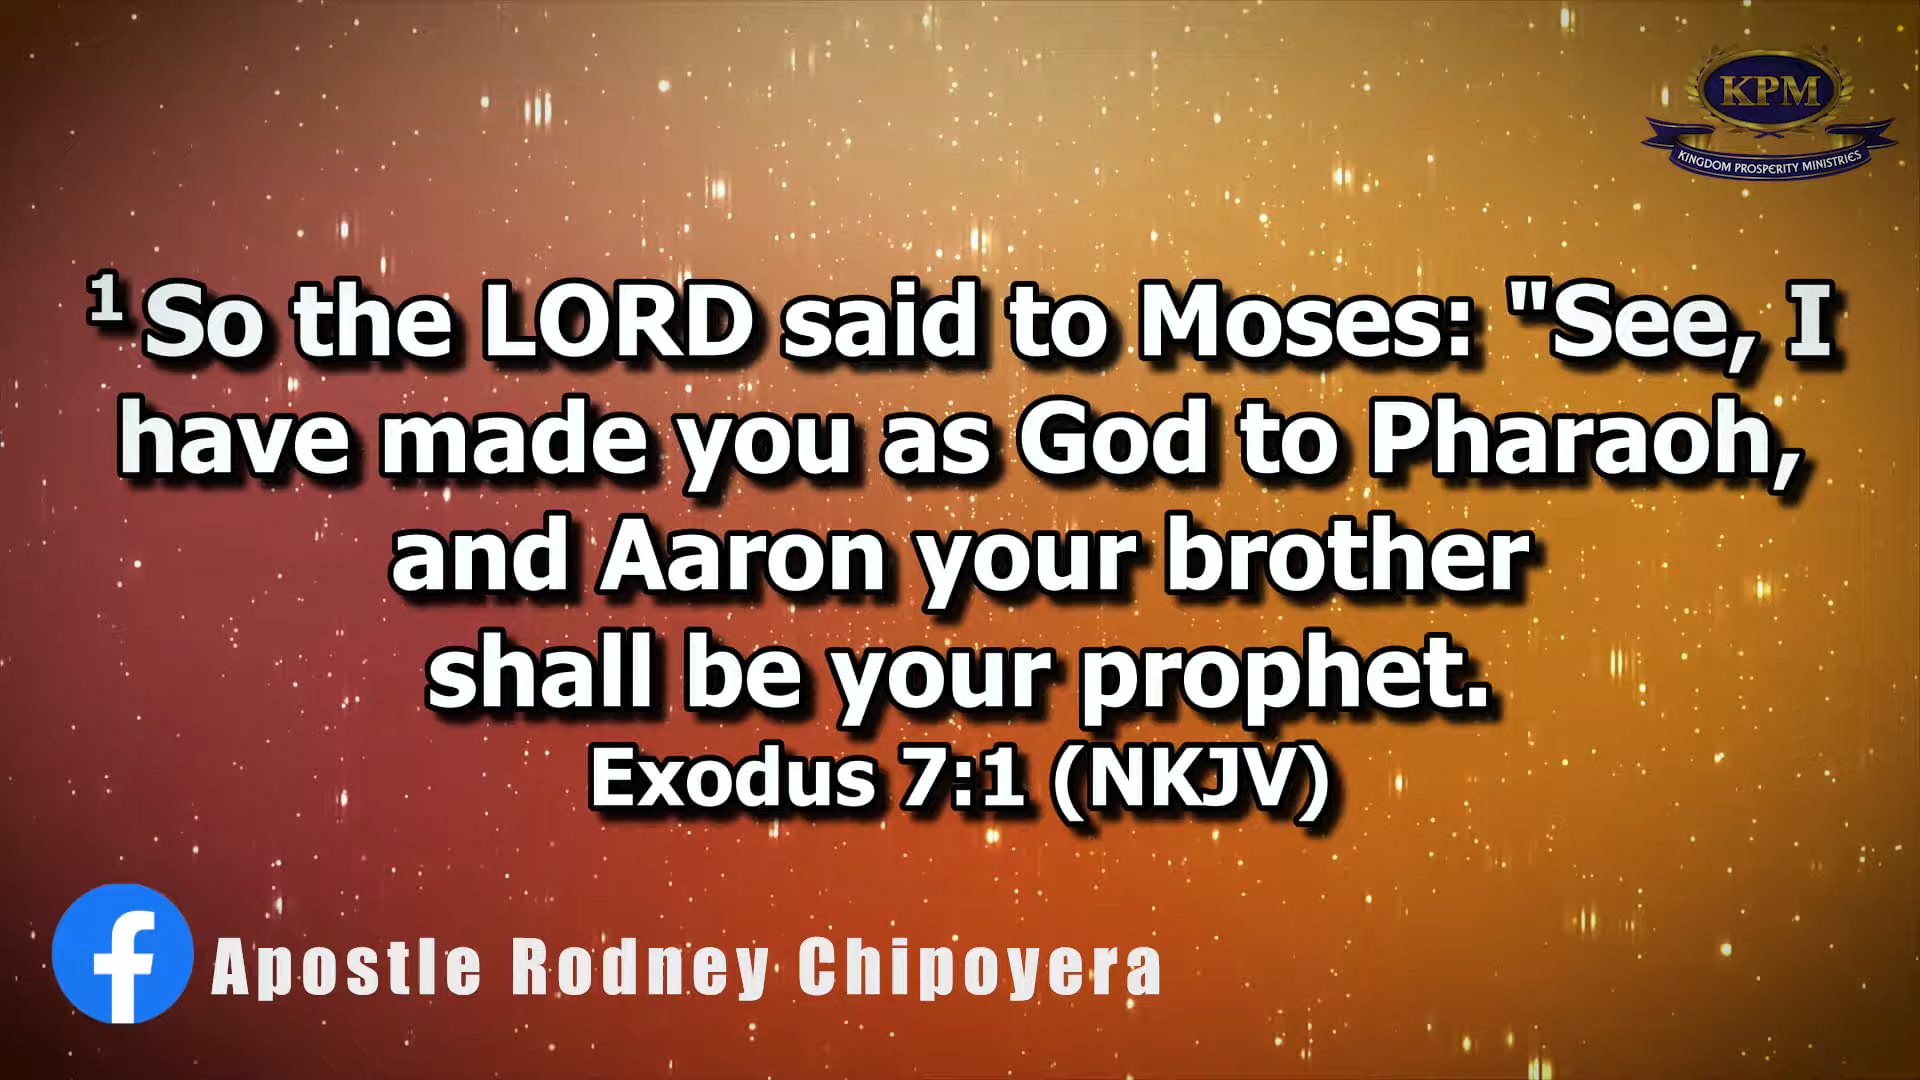 KPM
KINGDOM PROSPERITY MINISTRIES
1 So the LORD said to Moses: "See, I
have made you as God to Pharaoh,
and Aaron your brother
shall be your prophet.
Exodus 7:1 (NKJV)
f Apostle Rodney Chipoyera